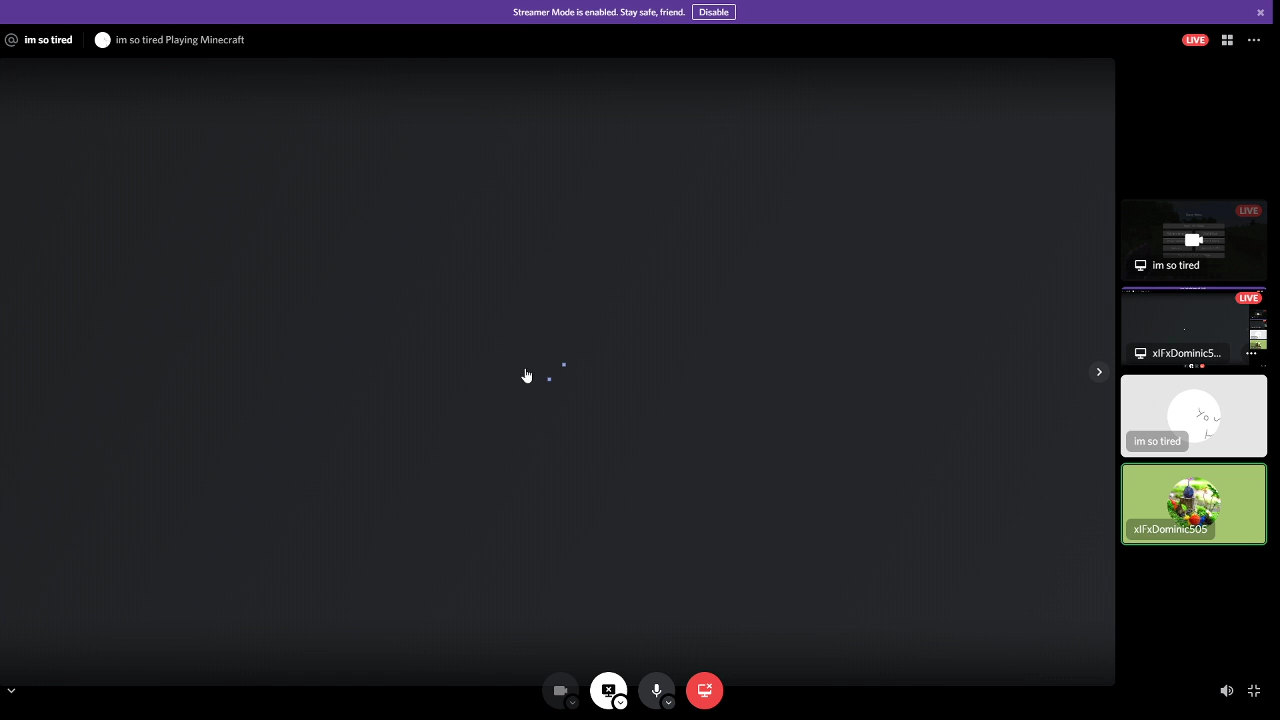 Streamer Mode is enabled. Stay safe, friend. Disable
im so tired im so tired Playing Minecraft LIVE
LIVE
im so tired
LIVE
xIFxDominic5...
YOU
im so tired
xIFxDominic505